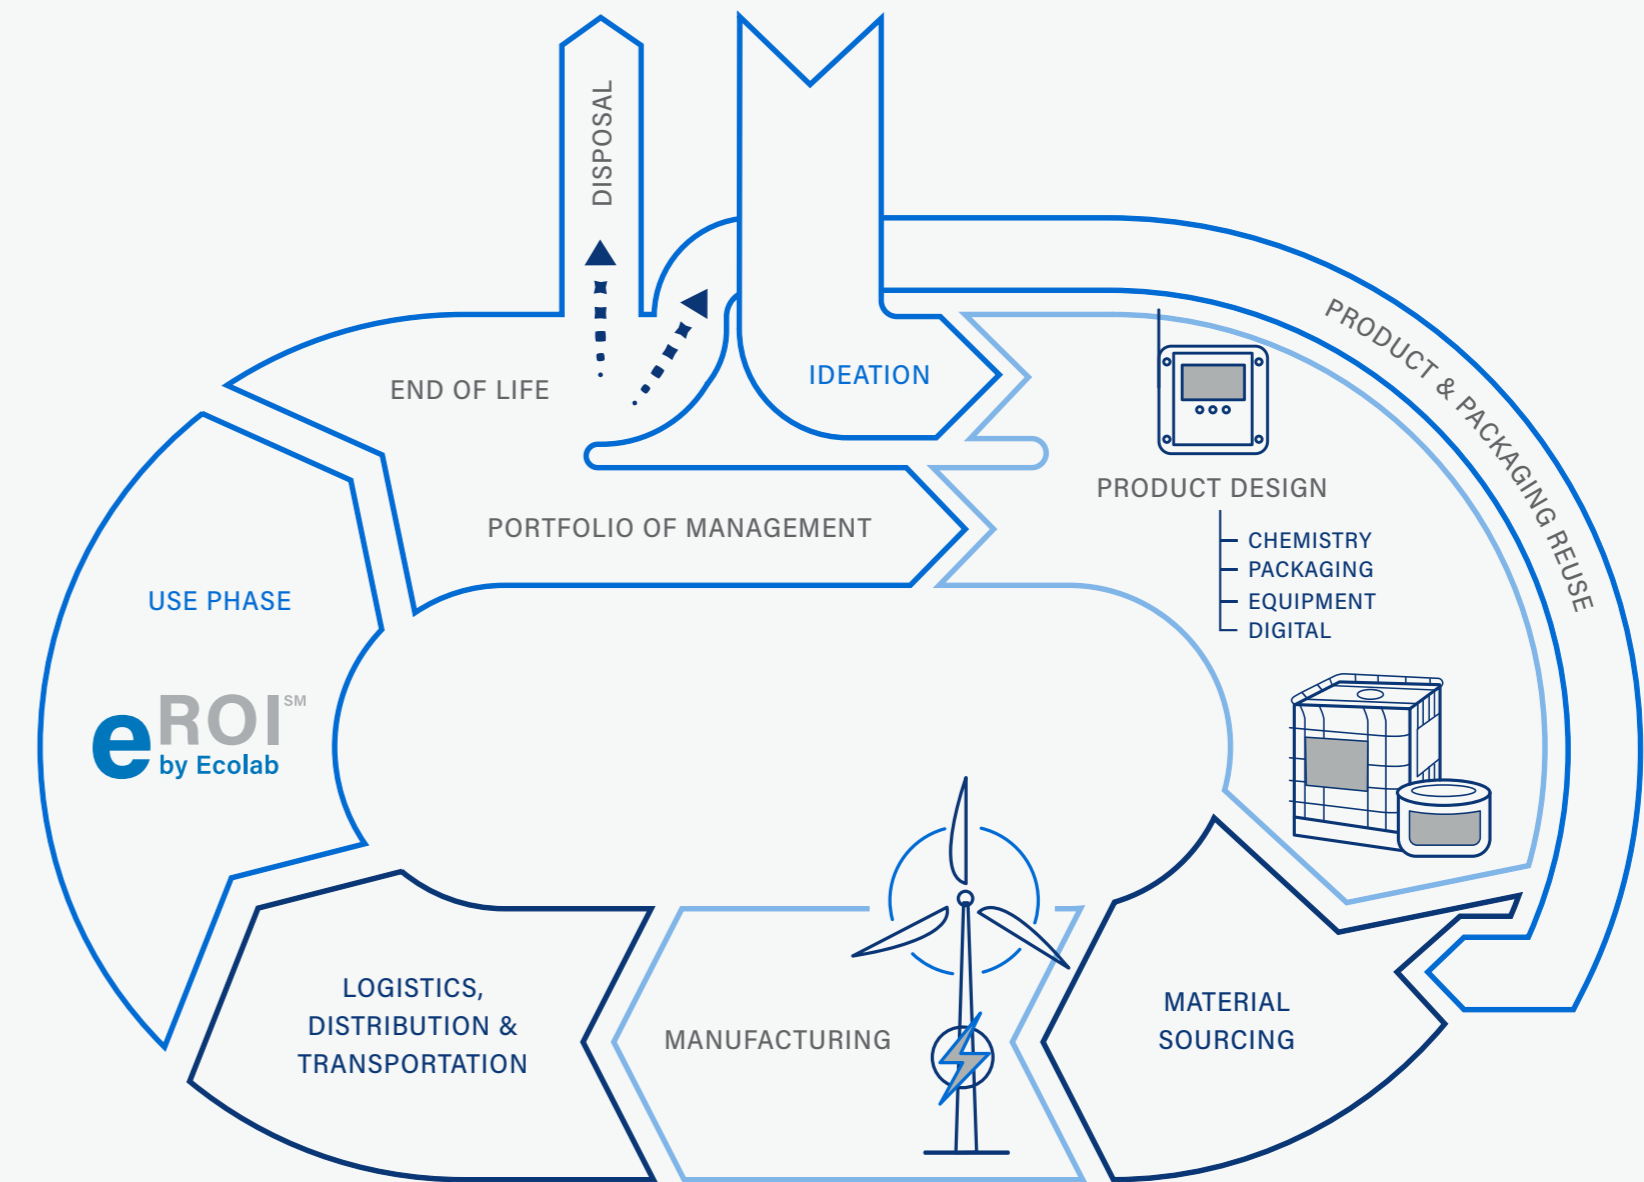 DISPOSAL
IDEATION
END OF LIFE
PORTFOLIO OF MANAGEMENT
PRODUCT & PACKAGING REUSE
PRODUCT DESIGN
CHEMISTRY
PACKAGING
EQUIPMENT
DIGITAL
USE PHASE
eROI SM
by Ecolab
LOGISTICS,
DISTRIBUTION &
TRANSPORTATION
MANUFACTURING
MATERIAL
SOURCING